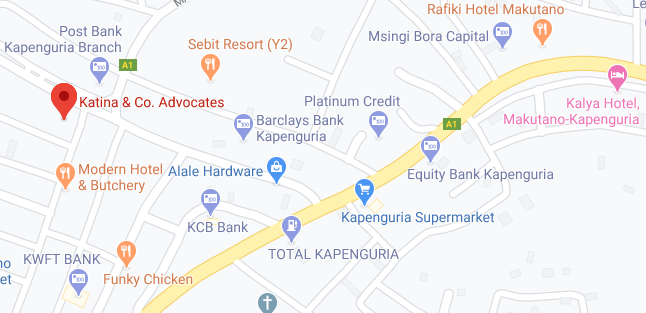 Rafiki Hotel Makutano
Post Bank
Kapenguria Branch
Sebit Resort (Y2)
Msingi Bora Capital
A1
Katina & Co. Advocates
Platinum Credit
Kalya Hotel,
Makutano-Kapenguria
Barclays Bank
Kapenguria
A1
Modern Hotel
& Butchery
Alale Hardware
Equity Bank Kapenguria
KCB Bank
Kapenguria Supermarket
TOTAL KAPENGURIA
KWFT BANK
Funky Chicken